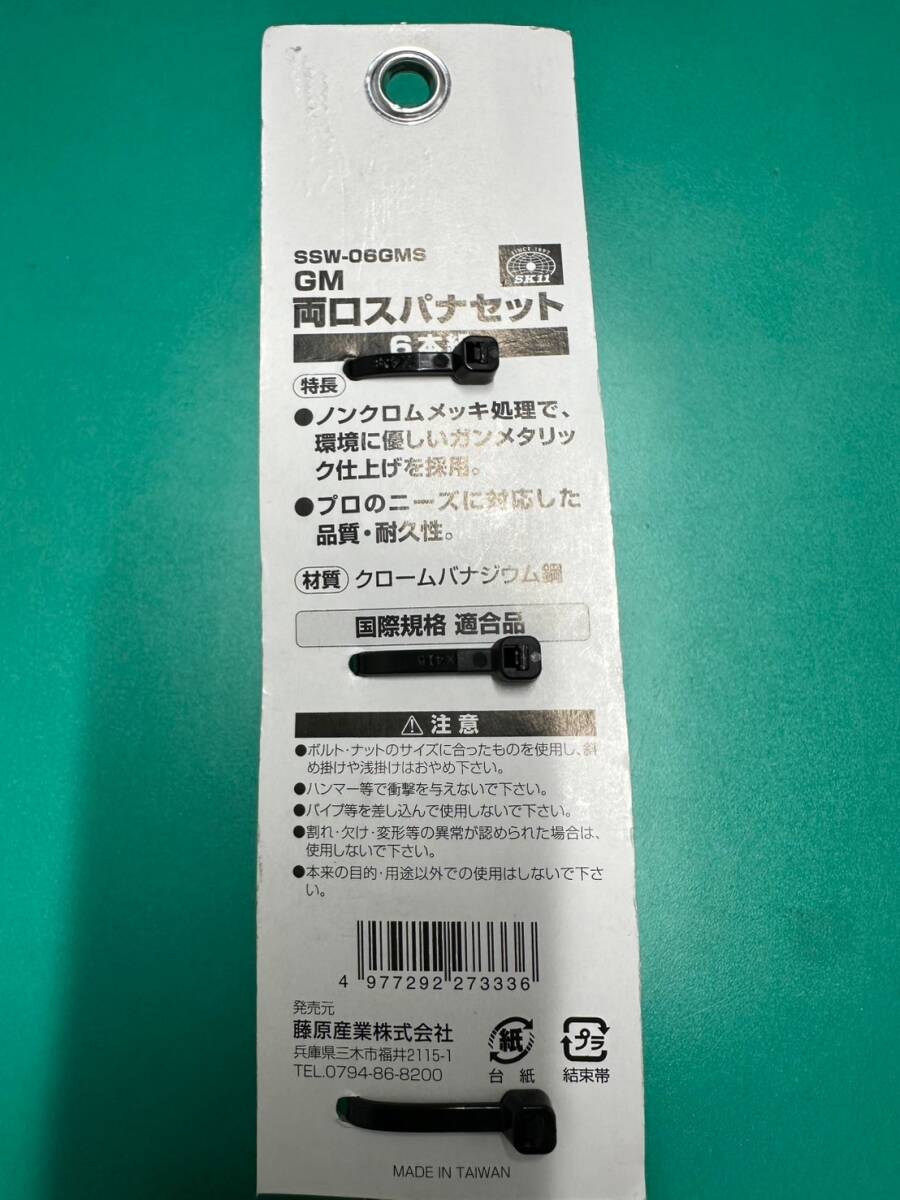 SSW-06GMS
SINCE 1897
SK11
GM
両口スパナセット
6本組
特長
●ノンクロムメッキ処理で、
環境に優しいガンメタリッ
ク仕上げを採用。
●プロのニーズに対応した
品質・耐久性。
材質 クロームバナジウム鋼
国際規格 適合品
X415
⚠注意
●ボルト・ナットのサイズに合ったものを使用し、斜
め掛けや浅掛けはおやめ下さい。
●ハンマー等で衝撃を与えないで下さい。
●パイプ等を差し込んで使用しないで下さい。
●割れ・欠け・変形等の異常が認められた場合は、
使用しないで下さい。
●本来の目的・用途以外での使用はしないで下さ
い。
4 977292 273336
発売元
藤原産業株式会社
兵庫県三木市福井2115-1
TEL.0794-86-8200
紙
台紙
プラ
結束帯
MADE IN TAIWAN